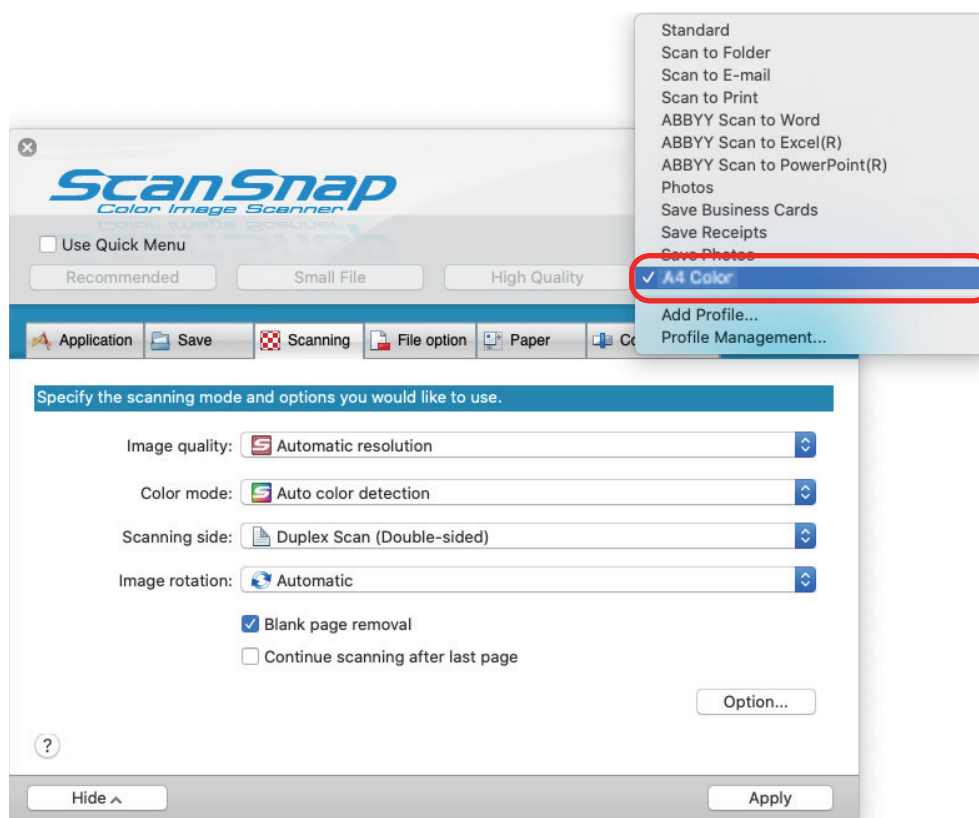 Standard
Scan to Folder
Scan to E-mail
Scan to Print
ABBYY Scan to Word
ABBYY Scan to Excel(R)
ABBYY Scan to PowerPoint(R)
Photos
Save Business Cards
Save Receipts
Save Photos
✓ A4 Color
Add Profile...
Profile Management...
ScanSnap
Color Image Scanner
Use Quick Menu
Recommended Small File High Quality
Application Save Scanning File option Paper Co
Specify the scanning mode and options you would like to use.
Image quality: Automatic resolution
Color mode: Auto color detection
Scanning side: Duplex Scan (Double-sided)
Image rotation: Automatic
Blank page removal
Continue scanning after last page
Option...
?
Hide Apply